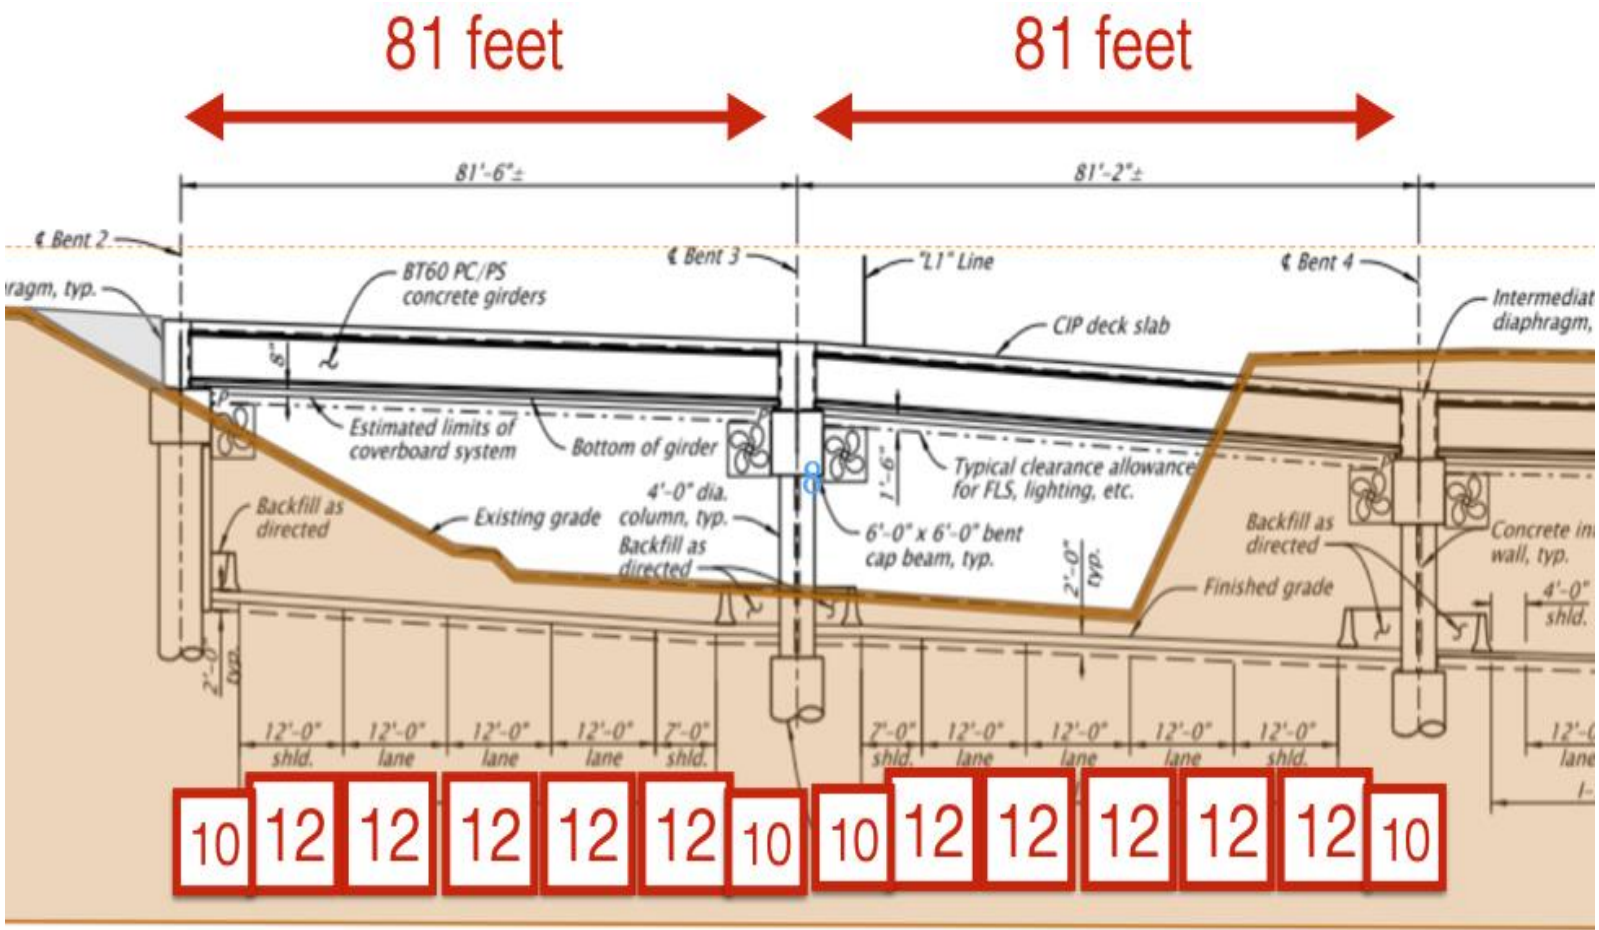 81 feet
81 feet
81'-6"±
81'-2"±
℄ Bent 2
℄ Bent 3
"L1" Line
℄ Bent 4
ragm, typ.
BT60 PC/PS
concrete girders
CIP deck slab
Intermediat
diaphragm,
8"
Estimated limits of
coverboard system
Bottom of girder
1'-6"
Typical clearance allowance
for FLS, lighting, etc.
8
4'-0" dia.
column, typ.
Existing grade
Backfill as
directed
Backfill as
directed
6'-0" x 6'-0" bent
cap beam, typ.
2'-0"
typ.
Backfill as
directed
Concrete in
wall, typ.
Finished grade
4'-0"
shld.
2'-0"
typ.
12'-0"
shld.
12'-0"
lane
12'-0"
lane
12'-0"
lane
7'-0"
shld.
7'-0"
shld.
12'-0"
lane
12'-0"
lane
12'-0"
lane
12'-0"
shld.
12'-0
lane
I-
10 12 12 12 12 12 10 10 12 12 12 12 12 10